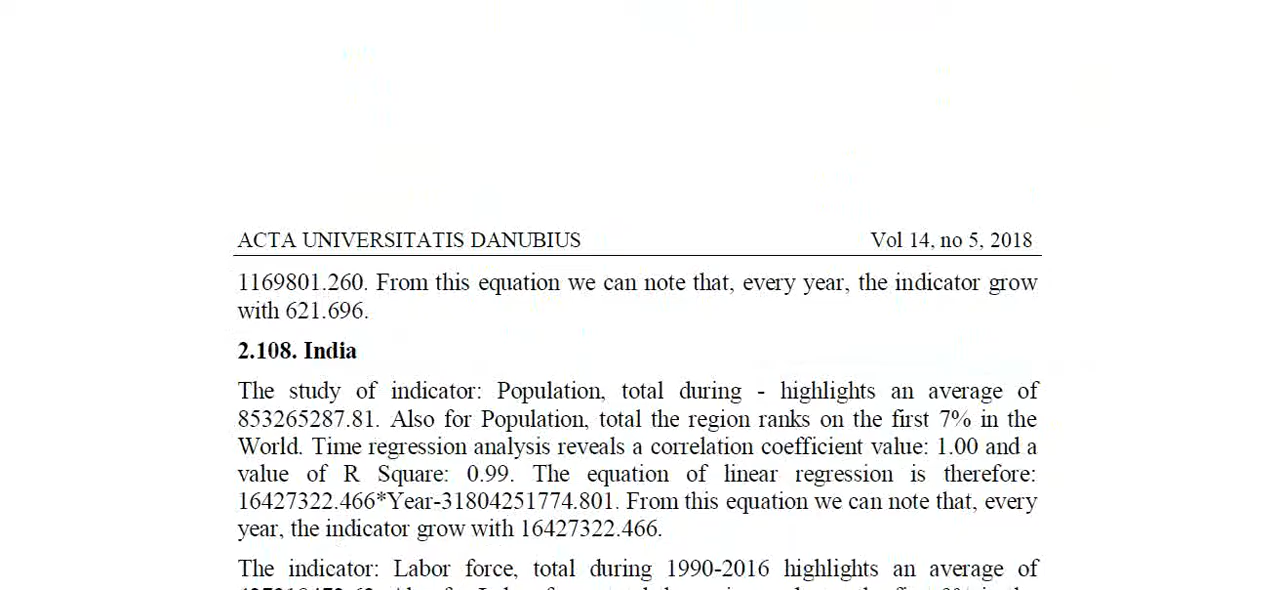 ACTA UNIVERSITATIS DANUBIUS Vol 14, no 5, 2018
1169801.260. From this equation we can note that, every year, the indicator grow
with 621.696.
2.108. India
The study of indicator: Population, total during - highlights an average of
853265287.81. Also for Population, total the region ranks on the first 7% in the
World. Time regression analysis reveals a correlation coefficient value: 1.00 and a
value of R Square: 0.99. The equation of linear regression is therefore:
16427322.466*Year-31804251774.801. From this equation we can note that, every
year, the indicator grow with 16427322.466.
The indicator: Labor force, total during 1990-2016 highlights an average of